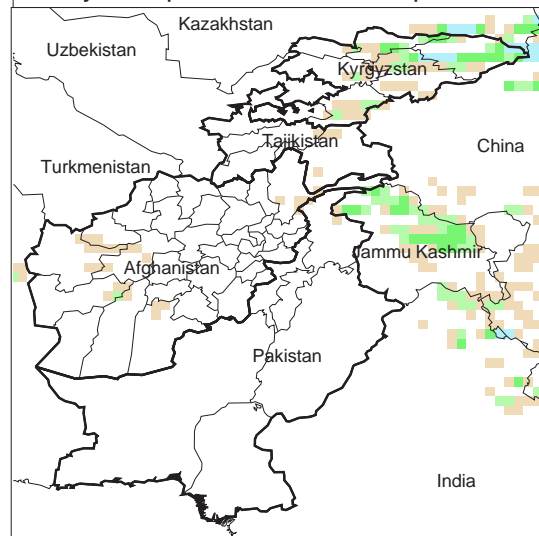 Kazakhstan
Uzbekistan
Kyrgyzstan
Tajikistan
China
Turkmenistan
Jammu Kashmir
Afghanistan
Pakistan
India